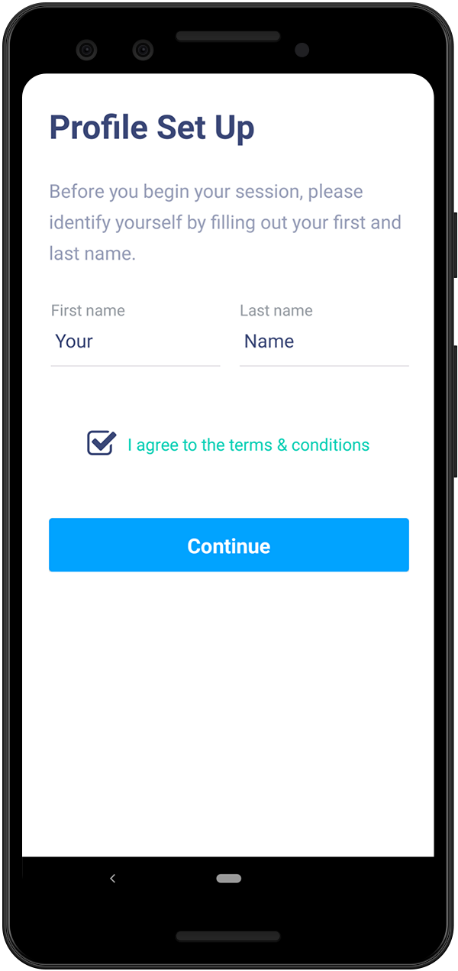 Profile Set Up
Before you begin your session, please
identify yourself by filling out your first and
last name.
First name Last name
Your Name
I agree to the terms & conditions
Continue